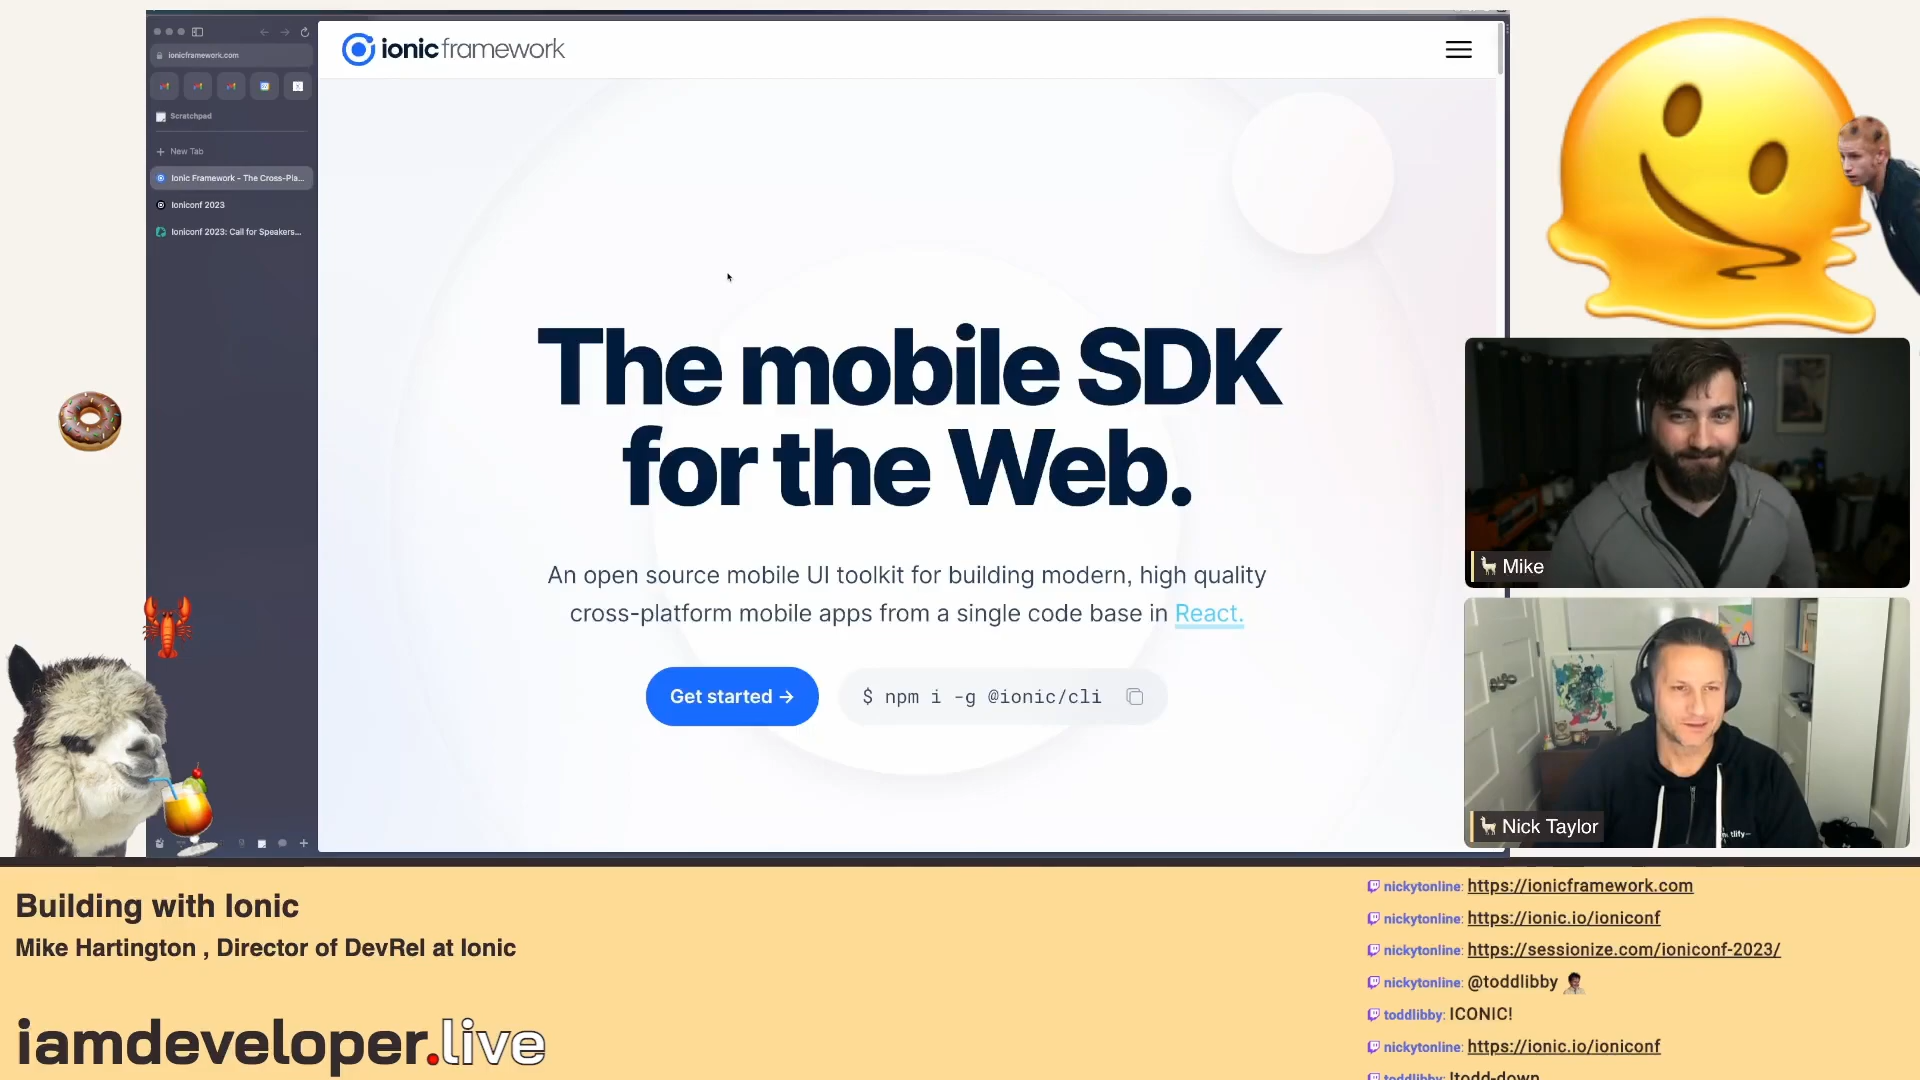 ionicframework.com
Scratchpad
New Tab
Ionic Framework - The Cross-Pla...
Ioniconf 2023
Ioniconf 2023: Call for Speakers...
ionic framework
The mobile SDK
for the Web.
An open source mobile UI toolkit for building modern, high quality
cross-platform mobile apps from a single code base in React.
Get started →
$ npm i -g @ionic/cli
Mike
Nick Taylor
Building with Ionic
Mike Hartington , Director of DevRel at Ionic
iamdeveloper.live
nickytonline: https://ionicframework.com
nickytonline: https://ionic.io/ioniconf
nickytonline: https://sessionize.com/ioniconf-2023/
nickytonline: @toddlibby
toddlibby: ICONIC!
nickytonline: https://ionic.io/ioniconf
toddlibby: !todd-down